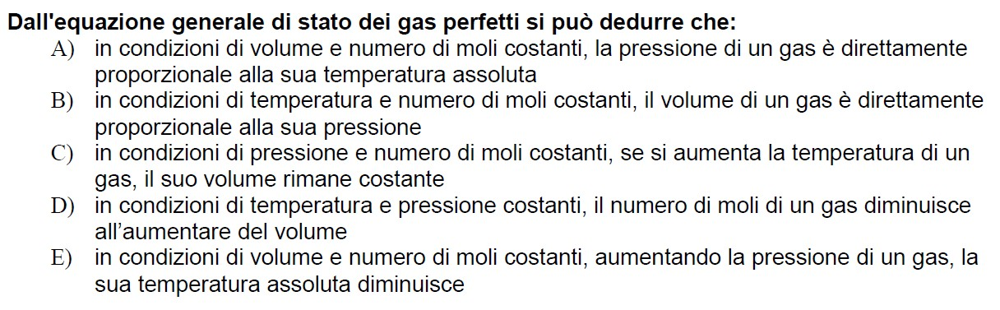 Dall'equazione generale di stato dei gas perfetti si può dedurre che:
A) in condizioni di volume e numero di moli costanti, la pressione di un gas è direttamente
proporzionale alla sua temperatura assoluta
B) in condizioni di temperatura e numero di moli costanti, il volume di un gas è direttamente
proporzionale alla sua pressione
C) in condizioni di pressione e numero di moli costanti, se si aumenta la temperatura di un
gas, il suo volume rimane costante
D) in condizioni di temperatura e pressione costanti, il numero di moli di un gas diminuisce
all’aumentare del volume
E) in condizioni di volume e numero di moli costanti, aumentando la pressione di un gas, la
sua temperatura assoluta diminuisce